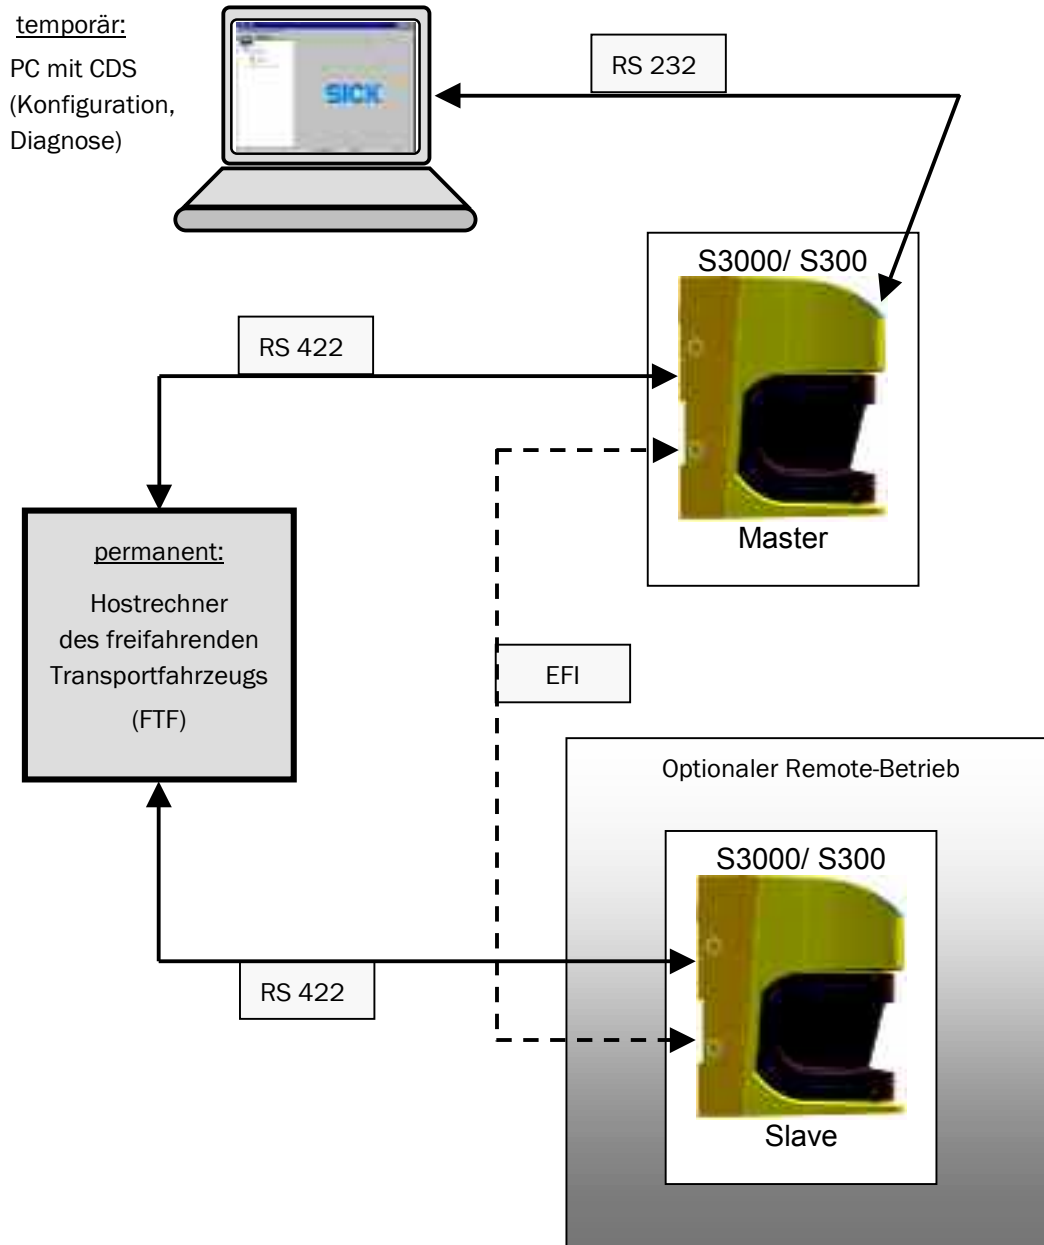 temporär:
PC mit CDS
(Konfiguration,
Diagnose)
SICK
RS 232
S3000/ S300
RS 422
Master
permanent:
Hostrechner
des freifahrenden
Transportfahrzeugs
(FTF)
EFI
Optionaler Remote-Betrieb
S3000/ S300
RS 422
Slave